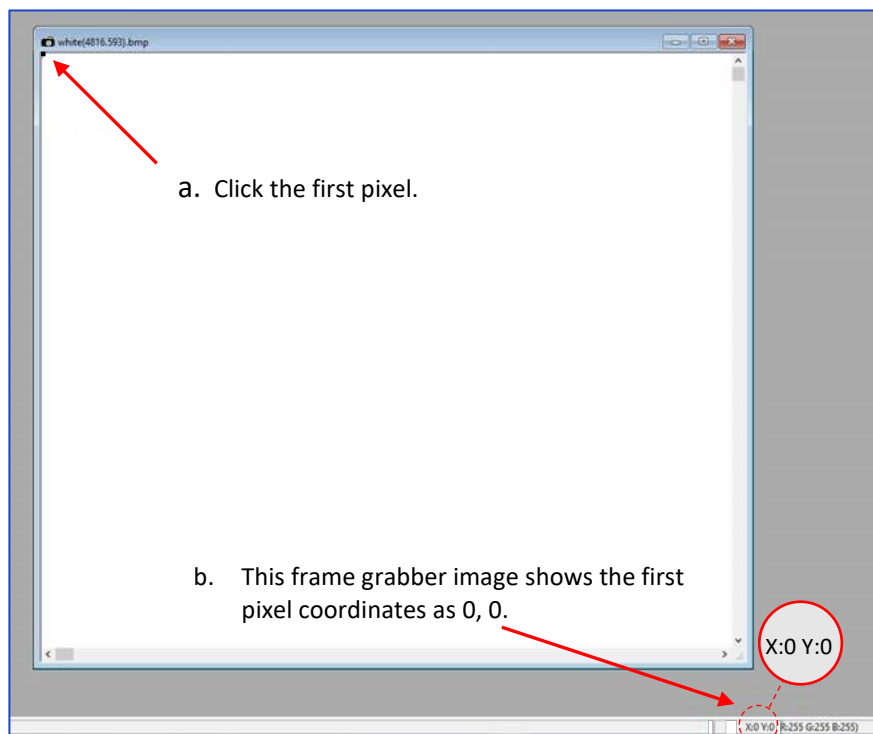 white(4816.593).bmp
a. Click the first pixel.
b. This frame grabber image shows the first
pixel coordinates as 0, 0.
X:0 Y:0
X:0 Y:0 R:255 G:255 B:255)